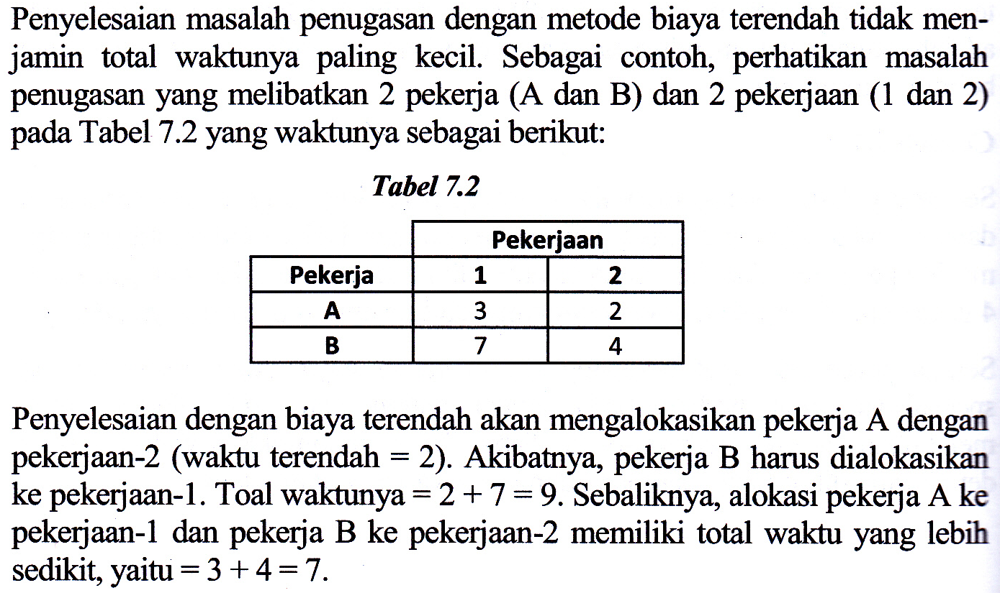 Penyelesaian masalah penugasan dengan metode biaya terendah tidak men-
jamin total waktunya paling kecil. Sebagai contoh, perhatikan masalah
penugasan yang melibatkan 2 pekerja (A dan B) dan 2 pekerjaan (1 dan 2)
pada Tabel 7.2 yang waktunya sebagai berikut:
Tabel 7.2
Pekerjaan
Pekerja 1 2
A 3 2
B 7 4
Penyelesaian dengan biaya terendah akan mengalokasikan pekerja A dengan
pekerjaan-2 (waktu terendah = 2). Akibatnya, pekerja B harus dialokasikan
ke pekerjaan-1. Toal waktunya = 2 + 7 = 9. Sebaliknya, alokasi pekerja A ke
pekerjaan-1 dan pekerja B ke pekerjaan-2 memiliki total waktu yang lebih
sedikit, yaitu = 3 + 4 = 7.